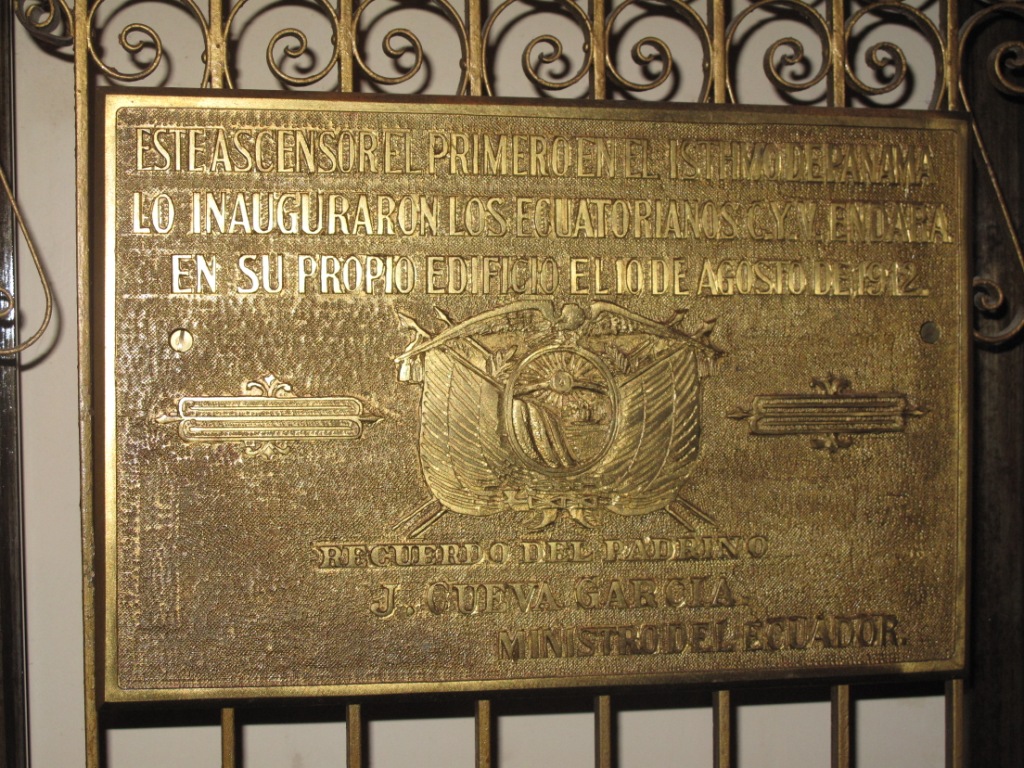 ESTE ASCENSOR EL PRIMERO EN EL ISTHMO DE PANAMA
LO INAUGURARON LOS ECUATORIANOS C.Y.V. ENDARA
EN SU PROPIO EDIFICIO EL 10 DE AGOSTO DE 1912.
RECUERDO DEL PADRINO
J. CUEVA GARCIA.
MINISTRO DEL ECUADOR.